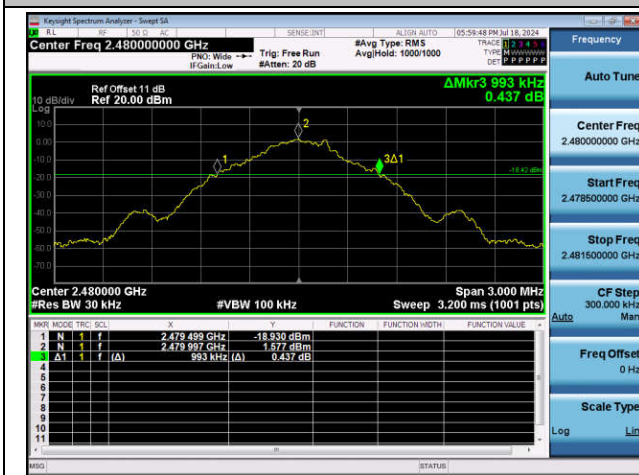 Keysight Spectrum Analyzer - Swept SA
RL RF 50 Ω AC SENSE:INT ALIGN AUTO 05:59:48 PM Jul 18, 2024
Center Freq 2.480000000 GHz
PNO: Wide
IFGain:Low
Trig: Free Run
#Atten: 20 dB
#Avg Type: RMS
Avg|Hold: 1000/1000
TRACE 1 2 3 4 5 6
TYPE M
DET P P P P P P
ΔMkr3 993 kHz
0.437 dB
Ref Offset 11 dB
10 dB/div Ref 20.00 dBm
Log
10.0
0.00
-10.0
-20.0
-30.0
-40.0
-50.0
-60.0
-70.0
1
2
3Δ1
-18.42 dBm
Center 2.480000 GHz Span 3.000 MHz
#Res BW 30 kHz #VBW 100 kHz Sweep 3.200 ms (1001 pts)
MKR MODE TRC SCL X Y FUNCTION FUNCTION WIDTH FUNCTION VALUE
1 N 1 f 2.479 499 GHz -18.930 dBm
2 N 1 f 2.479 997 GHz 1.577 dBm
3 Δ1 1 f (Δ) 993 kHz (Δ) 0.437 dB
4
5
6
7
8
9
10
11
MSG STATUS
Frequency
Auto Tune
Center Freq
2.480000000 GHz
Start Freq
2.478500000 GHz
Stop Freq
2.481500000 GHz
CF Step
300.000 kHz
Auto Man
Freq Offset
0 Hz
Scale Type
Log Lin